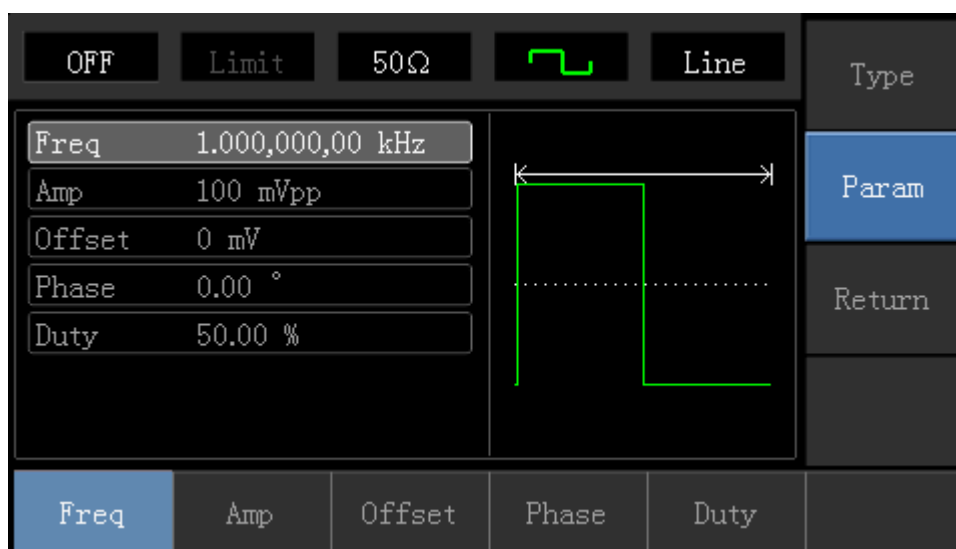 OFF Limit 50Ω Line
Type
Freq 1.000,000,00 kHz
Amp 100 mVpp
Offset 0 mV
Phase 0.00 °
Duty 50.00 %
Param
Return
Freq Amp Offset Phase Duty